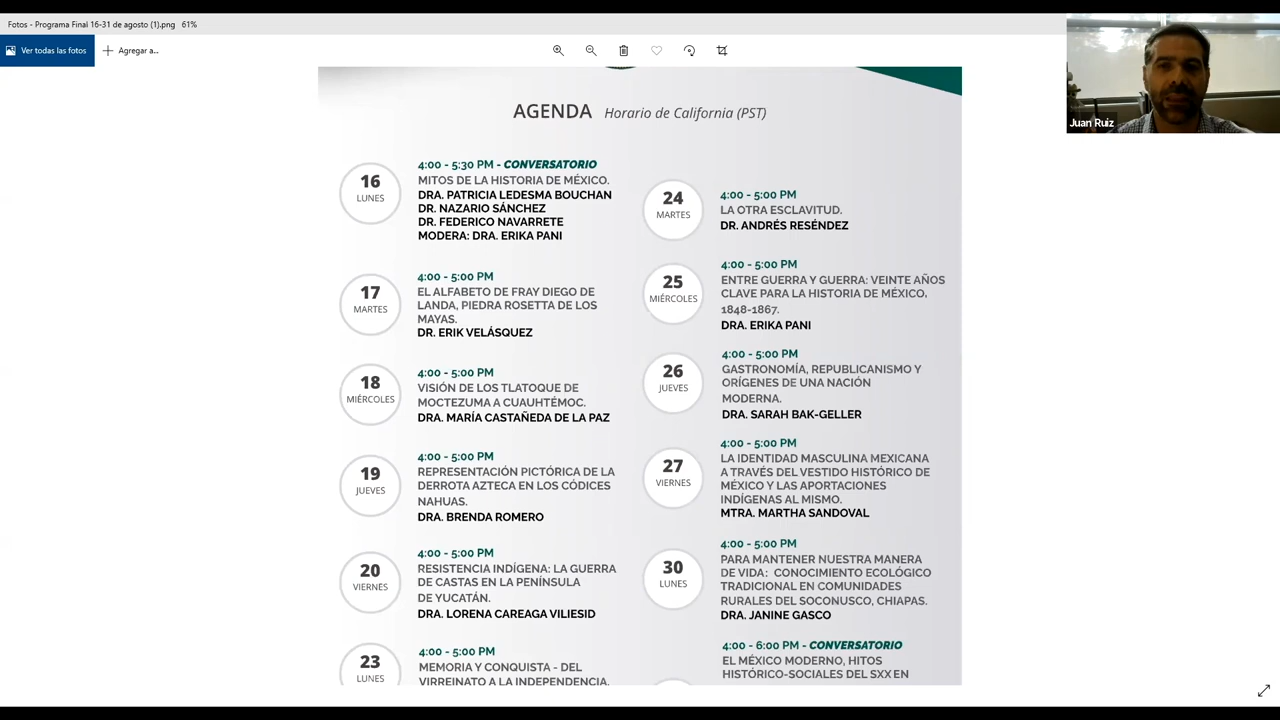 Fotos - Programa Final 16-31 de agosto (1).png   61%
Ver todas las fotos
Agregar a...
Juan Ruiz
AGENDA Horario de California (PST)
16
LUNES
4:00 - 5:30 PM - CONVERSATORIO
MITOS DE LA HISTORIA DE MÉXICO.
DRA. PATRICIA LEDESMA BOUCHAN
DR. NAZARIO SÁNCHEZ
DR. FEDERICO NAVARRETE
MODERA: DRA. ERIKA PANI
17
MARTES
4:00 - 5:00 PM
EL ALFABETO DE FRAY DIEGO DE
LANDA, PIEDRA ROSETTA DE LOS
MAYAS.
DR. ERIK VELÁSQUEZ
18
MIÉRCOLES
4:00 - 5:00 PM
VISIÓN DE LOS TLATOQUE DE
MOCTEZUMA A CUAUHTÉMOC.
DRA. MARÍA CASTAÑEDA DE LA PAZ
19
JUEVES
4:00 - 5:00 PM
REPRESENTACIÓN PICTÓRICA DE LA
DERROTA AZTECA EN LOS CÓDICES
NAHUAS.
DRA. BRENDA ROMERO
20
VIERNES
4:00 - 5:00 PM
RESISTENCIA INDÍGENA: LA GUERRA
DE CASTAS EN LA PENÍNSULA
DE YUCATÁN.
DRA. LORENA CAREAGA VILIESID
23
LUNES
4:00 - 5:00 PM
MEMORIA Y CONQUISTA - DEL
VIRREINATO A LA INDEPENDENCIA.
24
MARTES
4:00 - 5:00 PM
LA OTRA ESCLAVITUD.
DR. ANDRÉS RESÉNDEZ
25
MIÉRCOLES
4:00 - 5:00 PM
ENTRE GUERRA Y GUERRA: VEINTE AÑOS
CLAVE PARA LA HISTORIA DE MÉXICO,
1848-1867.
DRA. ERIKA PANI
26
JUEVES
4:00 - 5:00 PM
GASTRONOMÍA, REPUBLICANISMO Y
ORÍGENES DE UNA NACIÓN
MODERNA.
DRA. SARAH BAK-GELLER
27
VIERNES
4:00 - 5:00 PM
LA IDENTIDAD MASCULINA MEXICANA
A TRAVÉS DEL VESTIDO HISTÓRICO DE
MÉXICO Y LAS APORTACIONES
INDÍGENAS AL MISMO.
MTRA. MARTHA SANDOVAL
30
LUNES
4:00 - 5:00 PM
PARA MANTENER NUESTRA MANERA
DE VIDA: CONOCIMIENTO ECOLÓGICO
TRADICIONAL EN COMUNIDADES
RURALES DEL SOCONUSCO, CHIAPAS.
DRA. JANINE GASCO
4:00 - 6:00 PM - CONVERSATORIO
EL MÉXICO MODERNO, HITOS
HISTÓRICO-SOCIALES DEL SXX EN